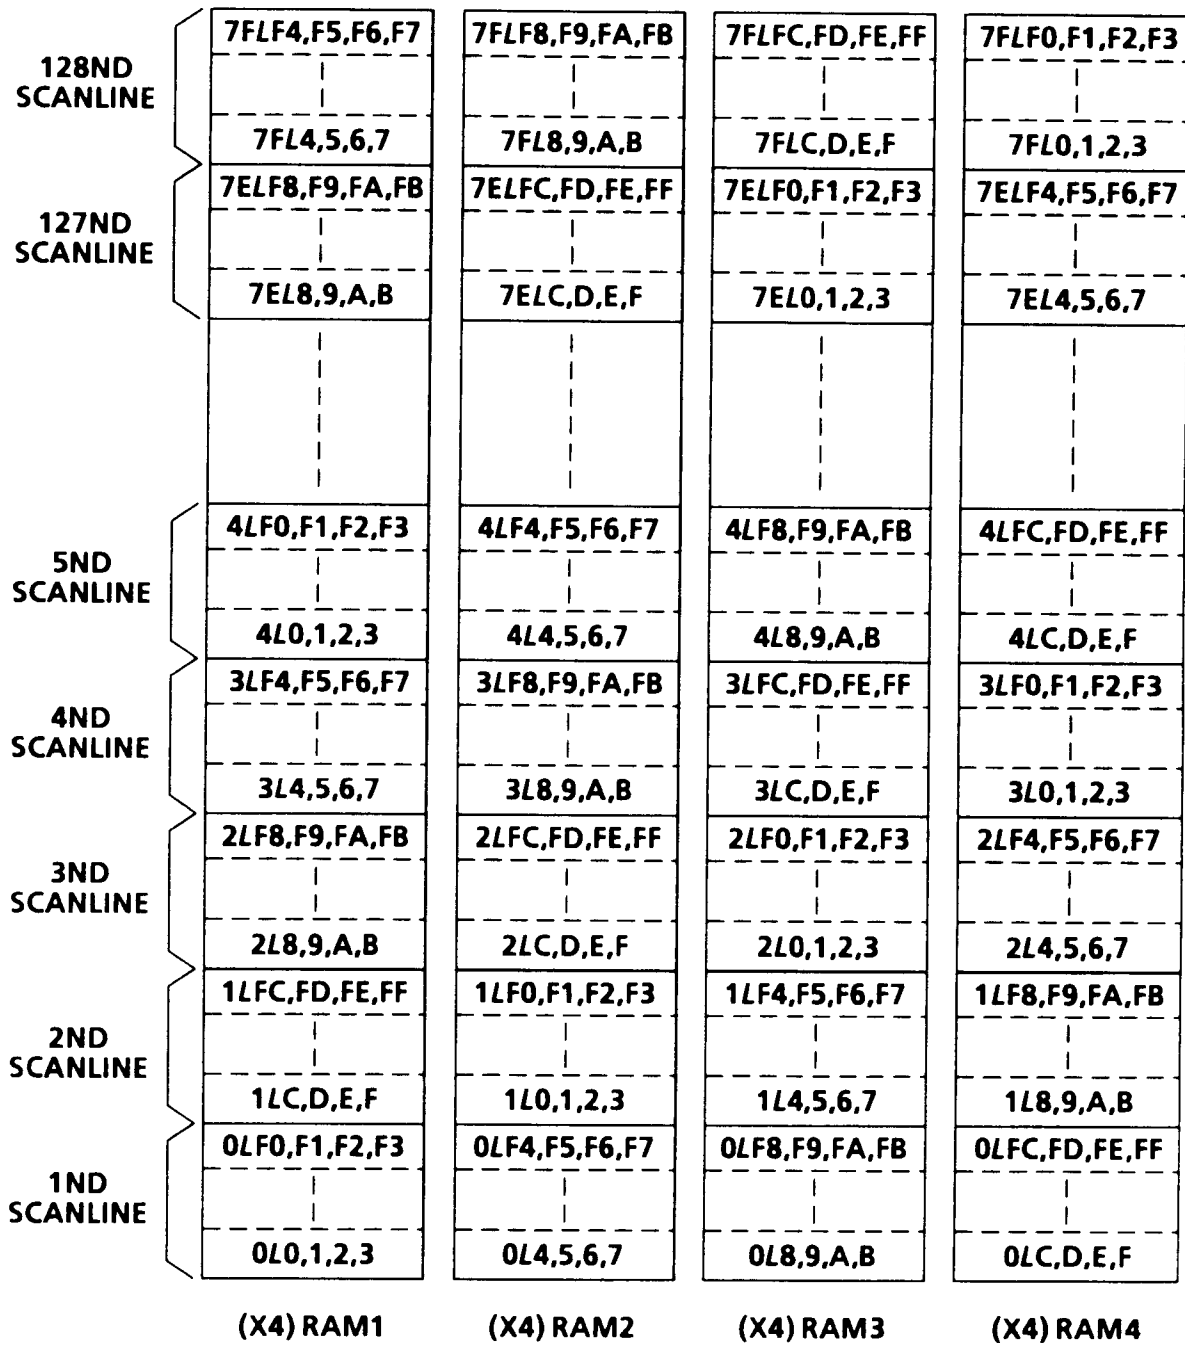 7FLF4,F5,F6,F7 7FLF8,F9,FA,FB 7FLFC,FD,FE,FF 7FLF0,F1,F2,F3
128ND
SCANLINE
7FL4,5,6,7 7FL8,9,A,B 7FLC,D,E,F 7FL0,1,2,3
7ELF8,F9,FA,FB 7ELFC,FD,FE,FF 7ELF0,F1,F2,F3 7ELF4,F5,F6,F7
127ND
SCANLINE
7EL8,9,A,B 7ELC,D,E,F 7EL0,1,2,3 7EL4,5,6,7
4LF0,F1,F2,F3 4LF4,F5,F6,F7 4LF8,F9,FA,FB 4LFC,FD,FE,FF
5ND
SCANLINE
4L0,1,2,3 4L4,5,6,7 4L8,9,A,B 4LC,D,E,F
3LF4,F5,F6,F7 3LF8,F9,FA,FB 3LFC,FD,FE,FF 3LF0,F1,F2,F3
4ND
SCANLINE
3L4,5,6,7 3L8,9,A,B 3LC,D,E,F 3L0,1,2,3
2LF8,F9,FA,FB 2LFC,FD,FE,FF 2LF0,F1,F2,F3 2LF4,F5,F6,F7
3ND
SCANLINE
2L8,9,A,B 2LC,D,E,F 2L0,1,2,3 2L4,5,6,7
1LFC,FD,FE,FF 1LF0,F1,F2,F3 1LF4,F5,F6,F7 1LF8,F9,FA,FB
2ND
SCANLINE
1LC,D,E,F 1L0,1,2,3 1L4,5,6,7 1L8,9,A,B
0LF0,F1,F2,F3 0LF4,F5,F6,F7 0LF8,F9,FA,FB 0LFC,FD,FE,FF
1ND
SCANLINE
0L0,1,2,3 0L4,5,6,7 0L8,9,A,B 0LC,D,E,F
(X4) RAM1 (X4) RAM2 (X4) RAM3 (X4) RAM4